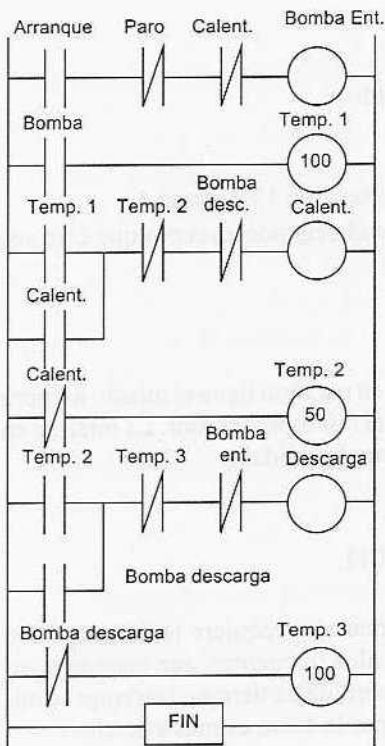 Arranque Paro Calent. Bomba Ent.
Bomba Temp. 1
100
Temp. 1 Temp. 2 Bomba desc. Calent.
Calent.
Calent. Temp. 2
50
Temp. 2 Temp. 3 Bomba ent. Descarga
Bomba descarga
Bomba descarga Temp. 3
100
FIN